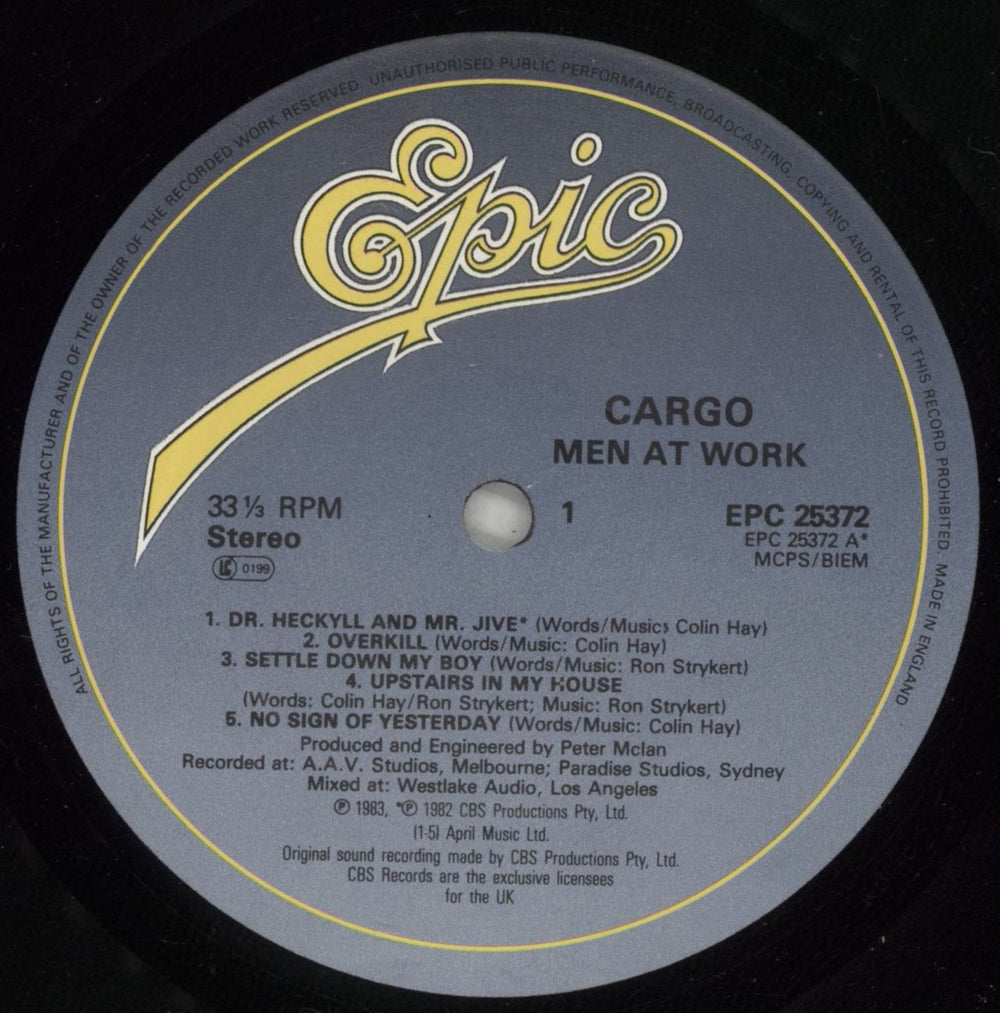 ALL RIGHTS OF THE MANUFACTURER AND OF THE OWNER OF THE RECORDED WORK RESERVED. UNAUTHORISED PUBLIC PERFORMANCE, BROADCASTING, COPYING AND RENTAL OF THIS RECORD PROHIBITED. MADE IN ENGLAND
Epic
CARGO
MEN AT WORK
33⅓ RPM
Stereo
LC 0199
1
EPC 25372
EPC 25372 A*
MCPS/BIEM
1. DR. HECKYLL AND MR. JIVE* (Words/Music: Colin Hay)
2. OVERKILL (Words/Music: Colin Hay)
3. SETTLE DOWN MY BOY (Words/Music: Ron Strykert)
4. UPSTAIRS IN MY HOUSE
(Words: Colin Hay/Ron Strykert; Music: Ron Strykert)
5. NO SIGN OF YESTERDAY (Words/Music: Colin Hay)
Produced and Engineered by Peter McIan
Recorded at: A.A.V. Studios, Melbourne; Paradise Studios, Sydney
Mixed at: Westlake Audio, Los Angeles
℗ 1983, *℗ 1982 CBS Productions Pty, Ltd.
(1-5) April Music Ltd.
Original sound recording made by CBS Productions Pty, Ltd.
CBS Records are the exclusive licensees
for the UK